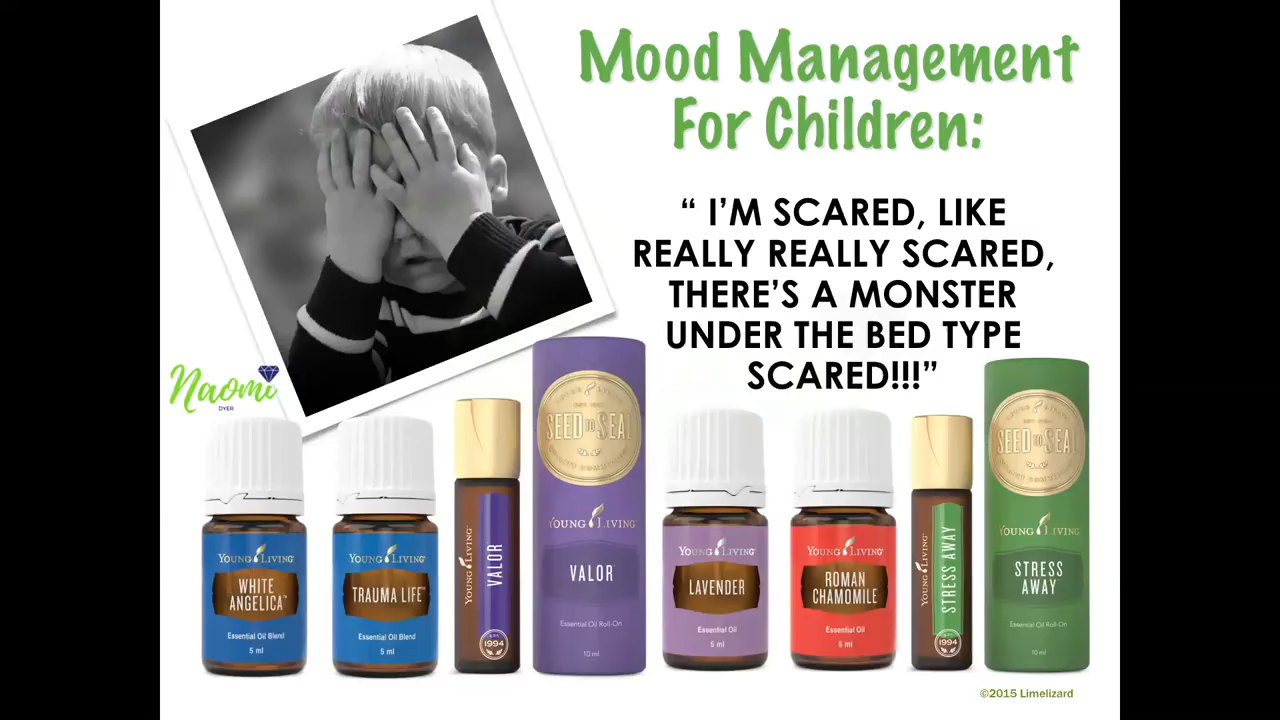 Mood Management
For Children:
“ I’M SCARED, LIKE
REALLY REALLY SCARED,
THERE’S A MONSTER
UNDER THE BED TYPE
SCARED!!!”
Naomi
DYER
YOUNG LIVING
WHITE
ANGELICA™
Essential Oil Blend
5 ml
YOUNG LIVING
TRAUMA LIFE™
Essential Oil Blend
5 ml
YOUNG LIVING
VALOR
1994
SEED TO SEAL
YOUNG LIVING
VALOR
Essential Oil Roll-On
10 ml
YOUNG LIVING
LAVENDER
Essential Oil
5 ml
YOUNG LIVING
ROMAN
CHAMOMILE
Essential Oil
5 ml
YOUNG LIVING
STRESS AWAY
1994
SEED TO SEAL
YOUNG LIVING
STRESS
AWAY
Essential Oil Roll-On
10 ml
©2015 Limelizard